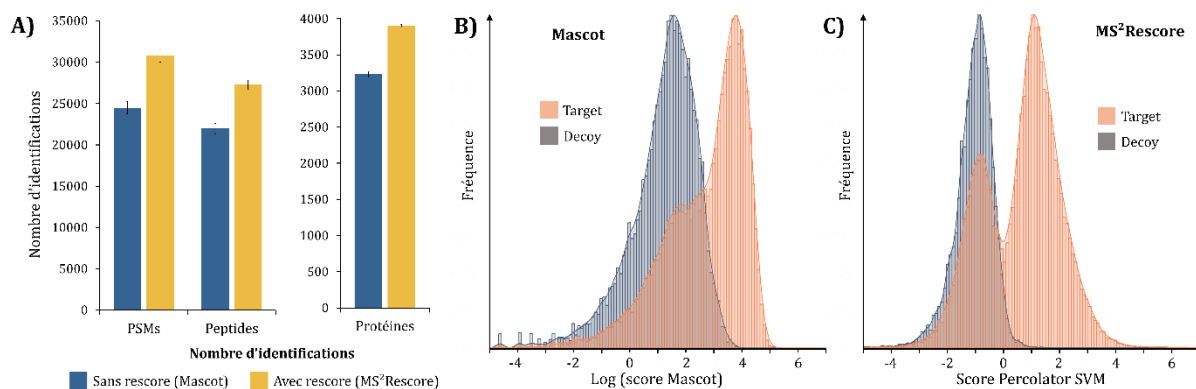 A)
Nombre d'identifications
35000
30000
25000
20000
15000
10000
5000
0
PSMs
Peptides
4000
3500
3000
2500
2000
1500
1000
500
0
Protéines
Nombre d'identifications
Sans rescore (Mascot)
Avec rescore (MS²Rescore)
B)
Mascot
Target
Decoy
Fréquence
-4
-2
0
2
4
6
Log (score Mascot)
C)
MS²Rescore
Target
Decoy
Fréquence
-4
-2
0
2
4
6
Score Percolator SVM